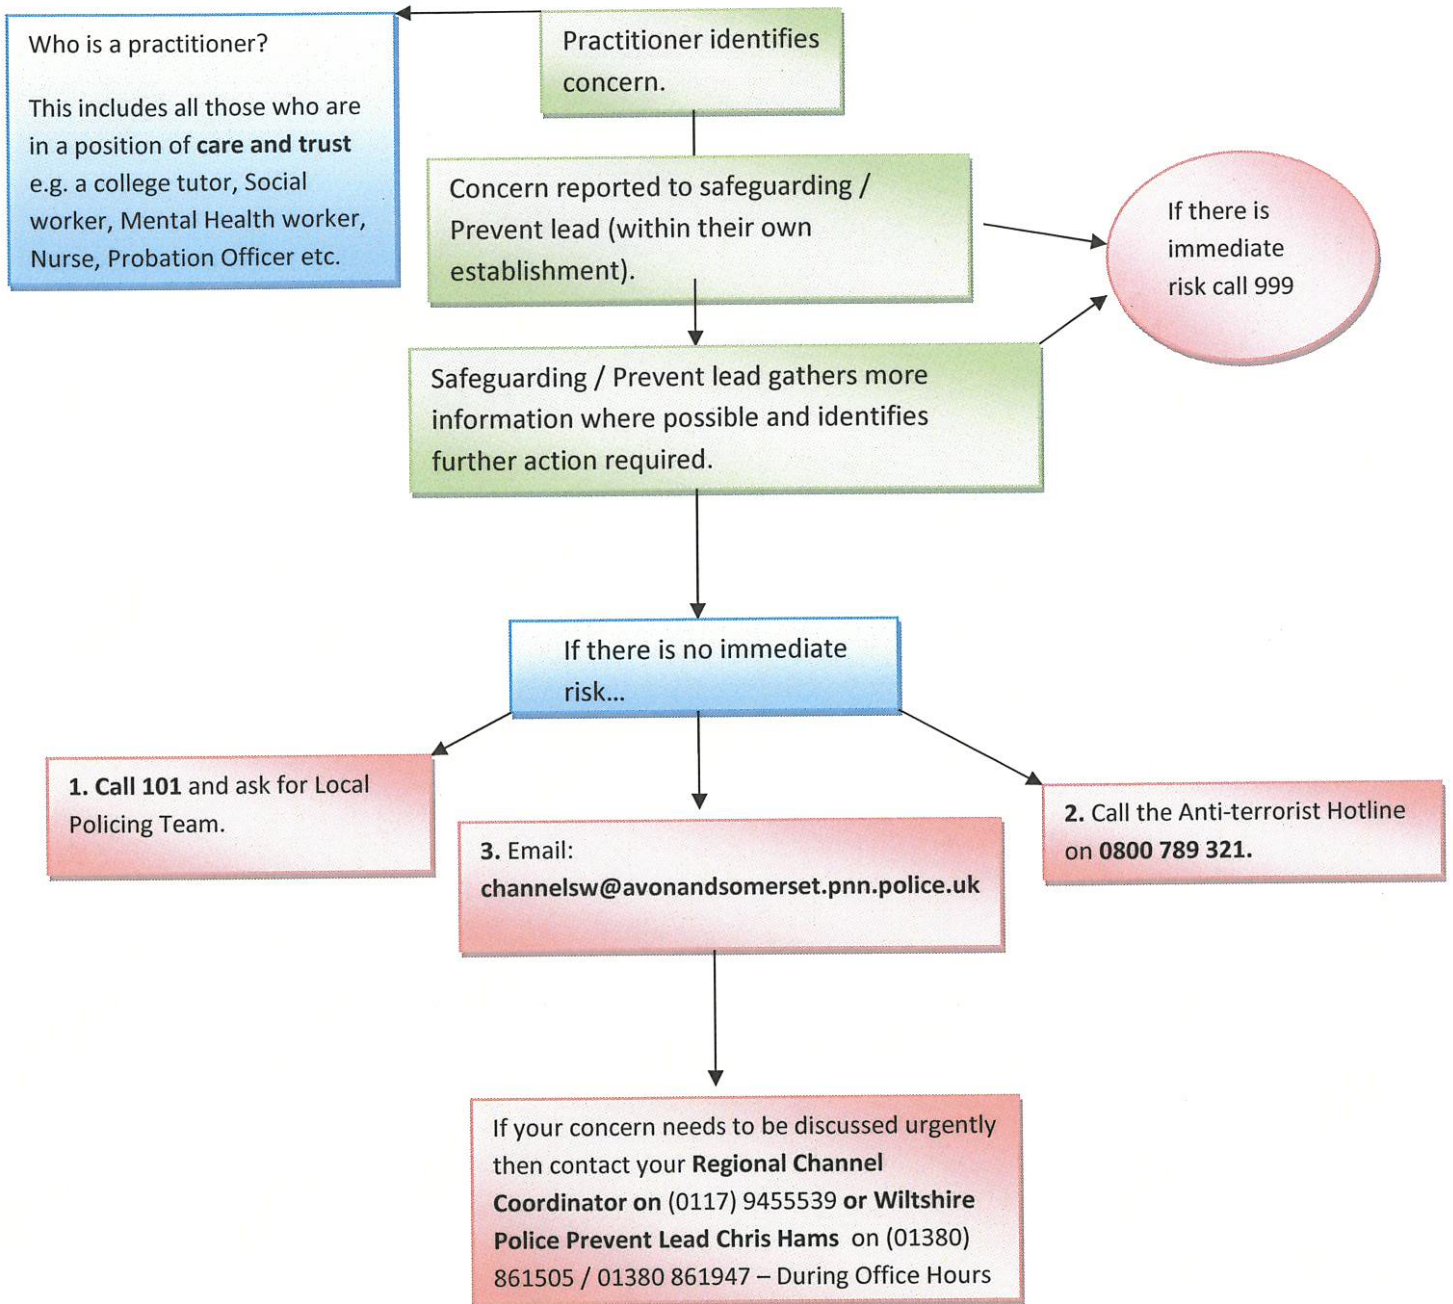 Who is a practitioner?
This includes all those who are
in a position of care and trust
e.g. a college tutor, Social
worker, Mental Health worker,
Nurse, Probation Officer etc.
Practitioner identifies
concern.
Concern reported to safeguarding /
Prevent lead (within their own
establishment).
If there is
immediate
risk call 999
Safeguarding / Prevent lead gathers more
information where possible and identifies
further action required.
If there is no immediate
risk...
1. Call 101 and ask for Local
Policing Team.
2. Call the Anti-terrorist Hotline
on 0800 789 321.
3. Email:
channelsw@avonandsomerset.pnn.police.uk
If your concern needs to be discussed urgently
then contact your Regional Channel
Coordinator on (0117) 9455539 or Wiltshire
Police Prevent Lead Chris Hams on (01380)
861505 / 01380 861947 – During Office Hours